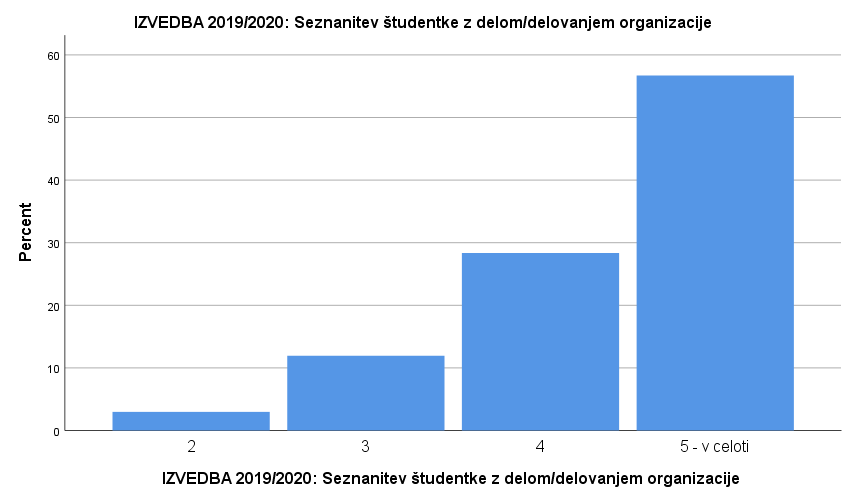 IZVEDBA 2019/2020: Seznanitev študentke z delom/delovanjem organizacije
60
50
40
30
20
10
0
Percent
2 3 4 5 - v celoti
IZVEDBA 2019/2020: Seznanitev študentke z delom/delovanjem organizacije